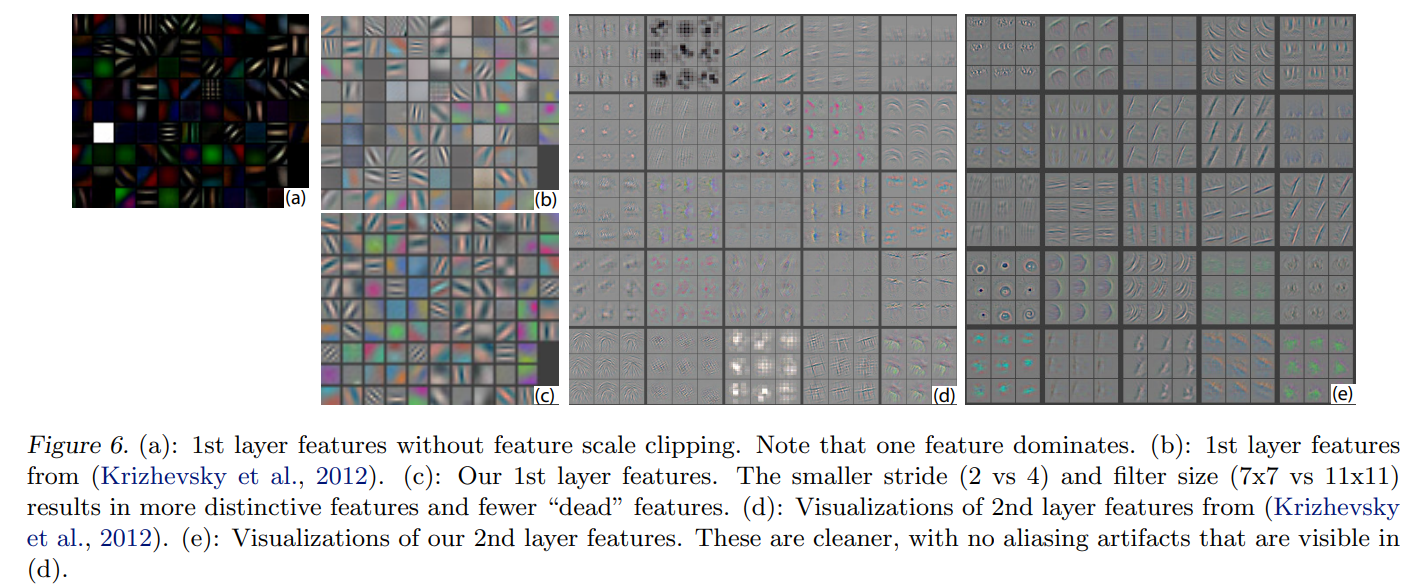 (a)
(b)
(c)
(d)
(e)
Figure 6. (a): 1st layer features without feature scale clipping. Note that one feature dominates. (b): 1st layer features
from (Krizhevsky et al., 2012). (c): Our 1st layer features. The smaller stride (2 vs 4) and filter size (7x7 vs 11x11)
results in more distinctive features and fewer “dead” features. (d): Visualizations of 2nd layer features from (Krizhevsky
et al., 2012). (e): Visualizations of our 2nd layer features. These are cleaner, with no aliasing artifacts that are visible in
(d).